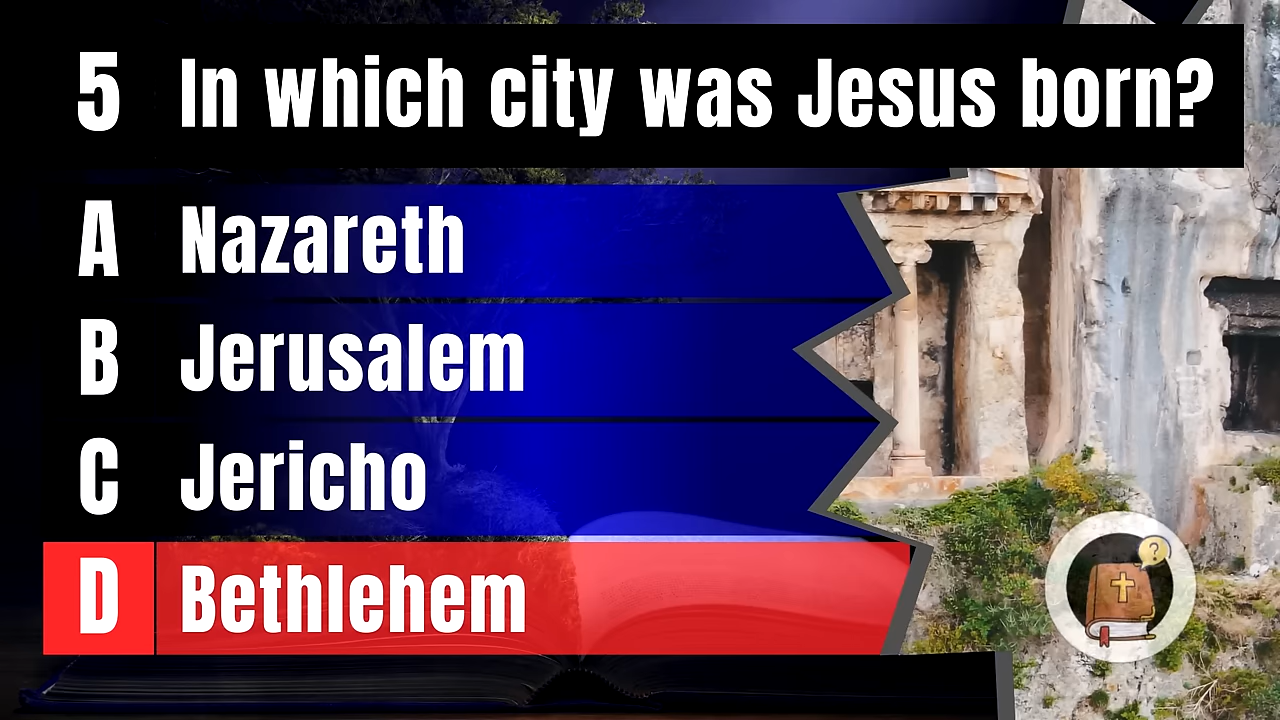 5 In which city was Jesus born?
A Nazareth
B Jerusalem
C Jericho
D Bethlehem
?